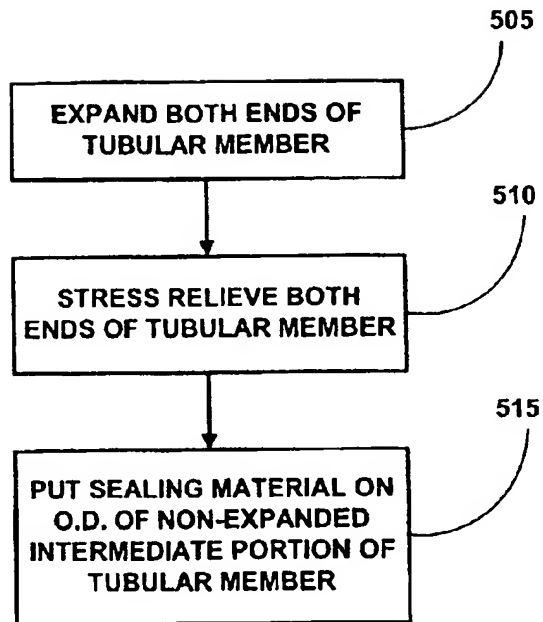 505
EXPAND BOTH ENDS OF
TUBULAR MEMBER
510
STRESS RELIEVE BOTH
ENDS OF TUBULAR MEMBER
515
PUT SEALING MATERIAL ON
O.D. OF NON-EXPANDED
INTERMEDIATE PORTION OF
TUBULAR MEMBER